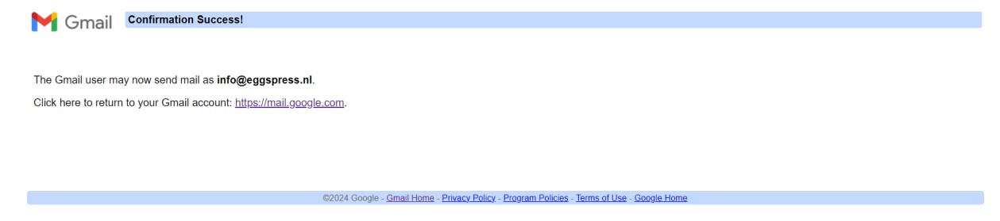 Gmail Confirmation Success!
The Gmail user may now send mail as info@eggspress.nl.
Click here to return to your Gmail account: https://mail.google.com.
©2024 Google - Gmail Home - Privacy Policy - Program Policies - Terms of Use - Google Home